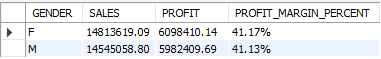 GENDER SALES PROFIT PROFIT_MARGIN_PERCENT
F 14813619.09 6098410.14 41.17%
M 14545058.80 5982409.69 41.13%